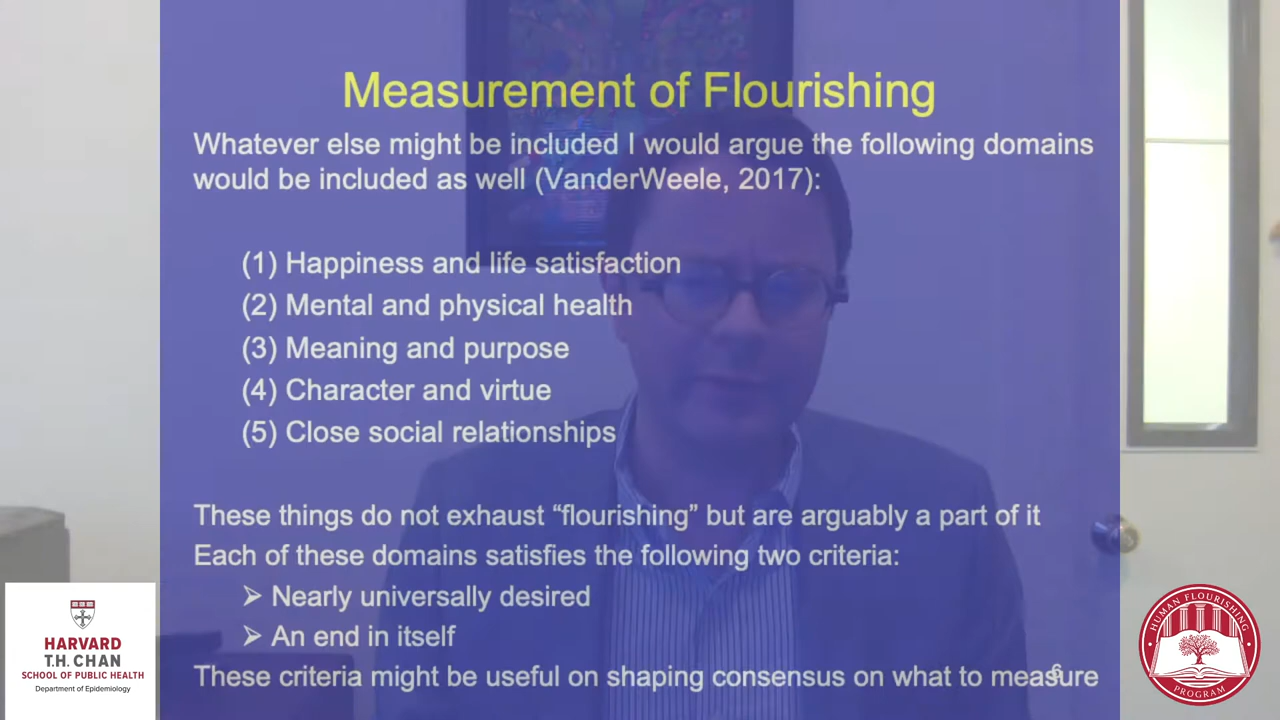 Measurement of Flourishing
Whatever else might be included I would argue the following domains
would be included as well (VanderWeele, 2017):
(1) Happiness and life satisfaction
(2) Mental and physical health
(3) Meaning and purpose
(4) Character and virtue
(5) Close social relationships
These things do not exhaust “flourishing” but are arguably a part of it
Each of these domains satisfies the following two criteria:
➢ Nearly universally desired
➢ An end in itself
These criteria might be useful on shaping consensus on what to measure
6
HARVARD
T.H. CHAN
SCHOOL OF PUBLIC HEALTH
Department of Epidemiology
HUMAN FLOURISHING
PROGRAM